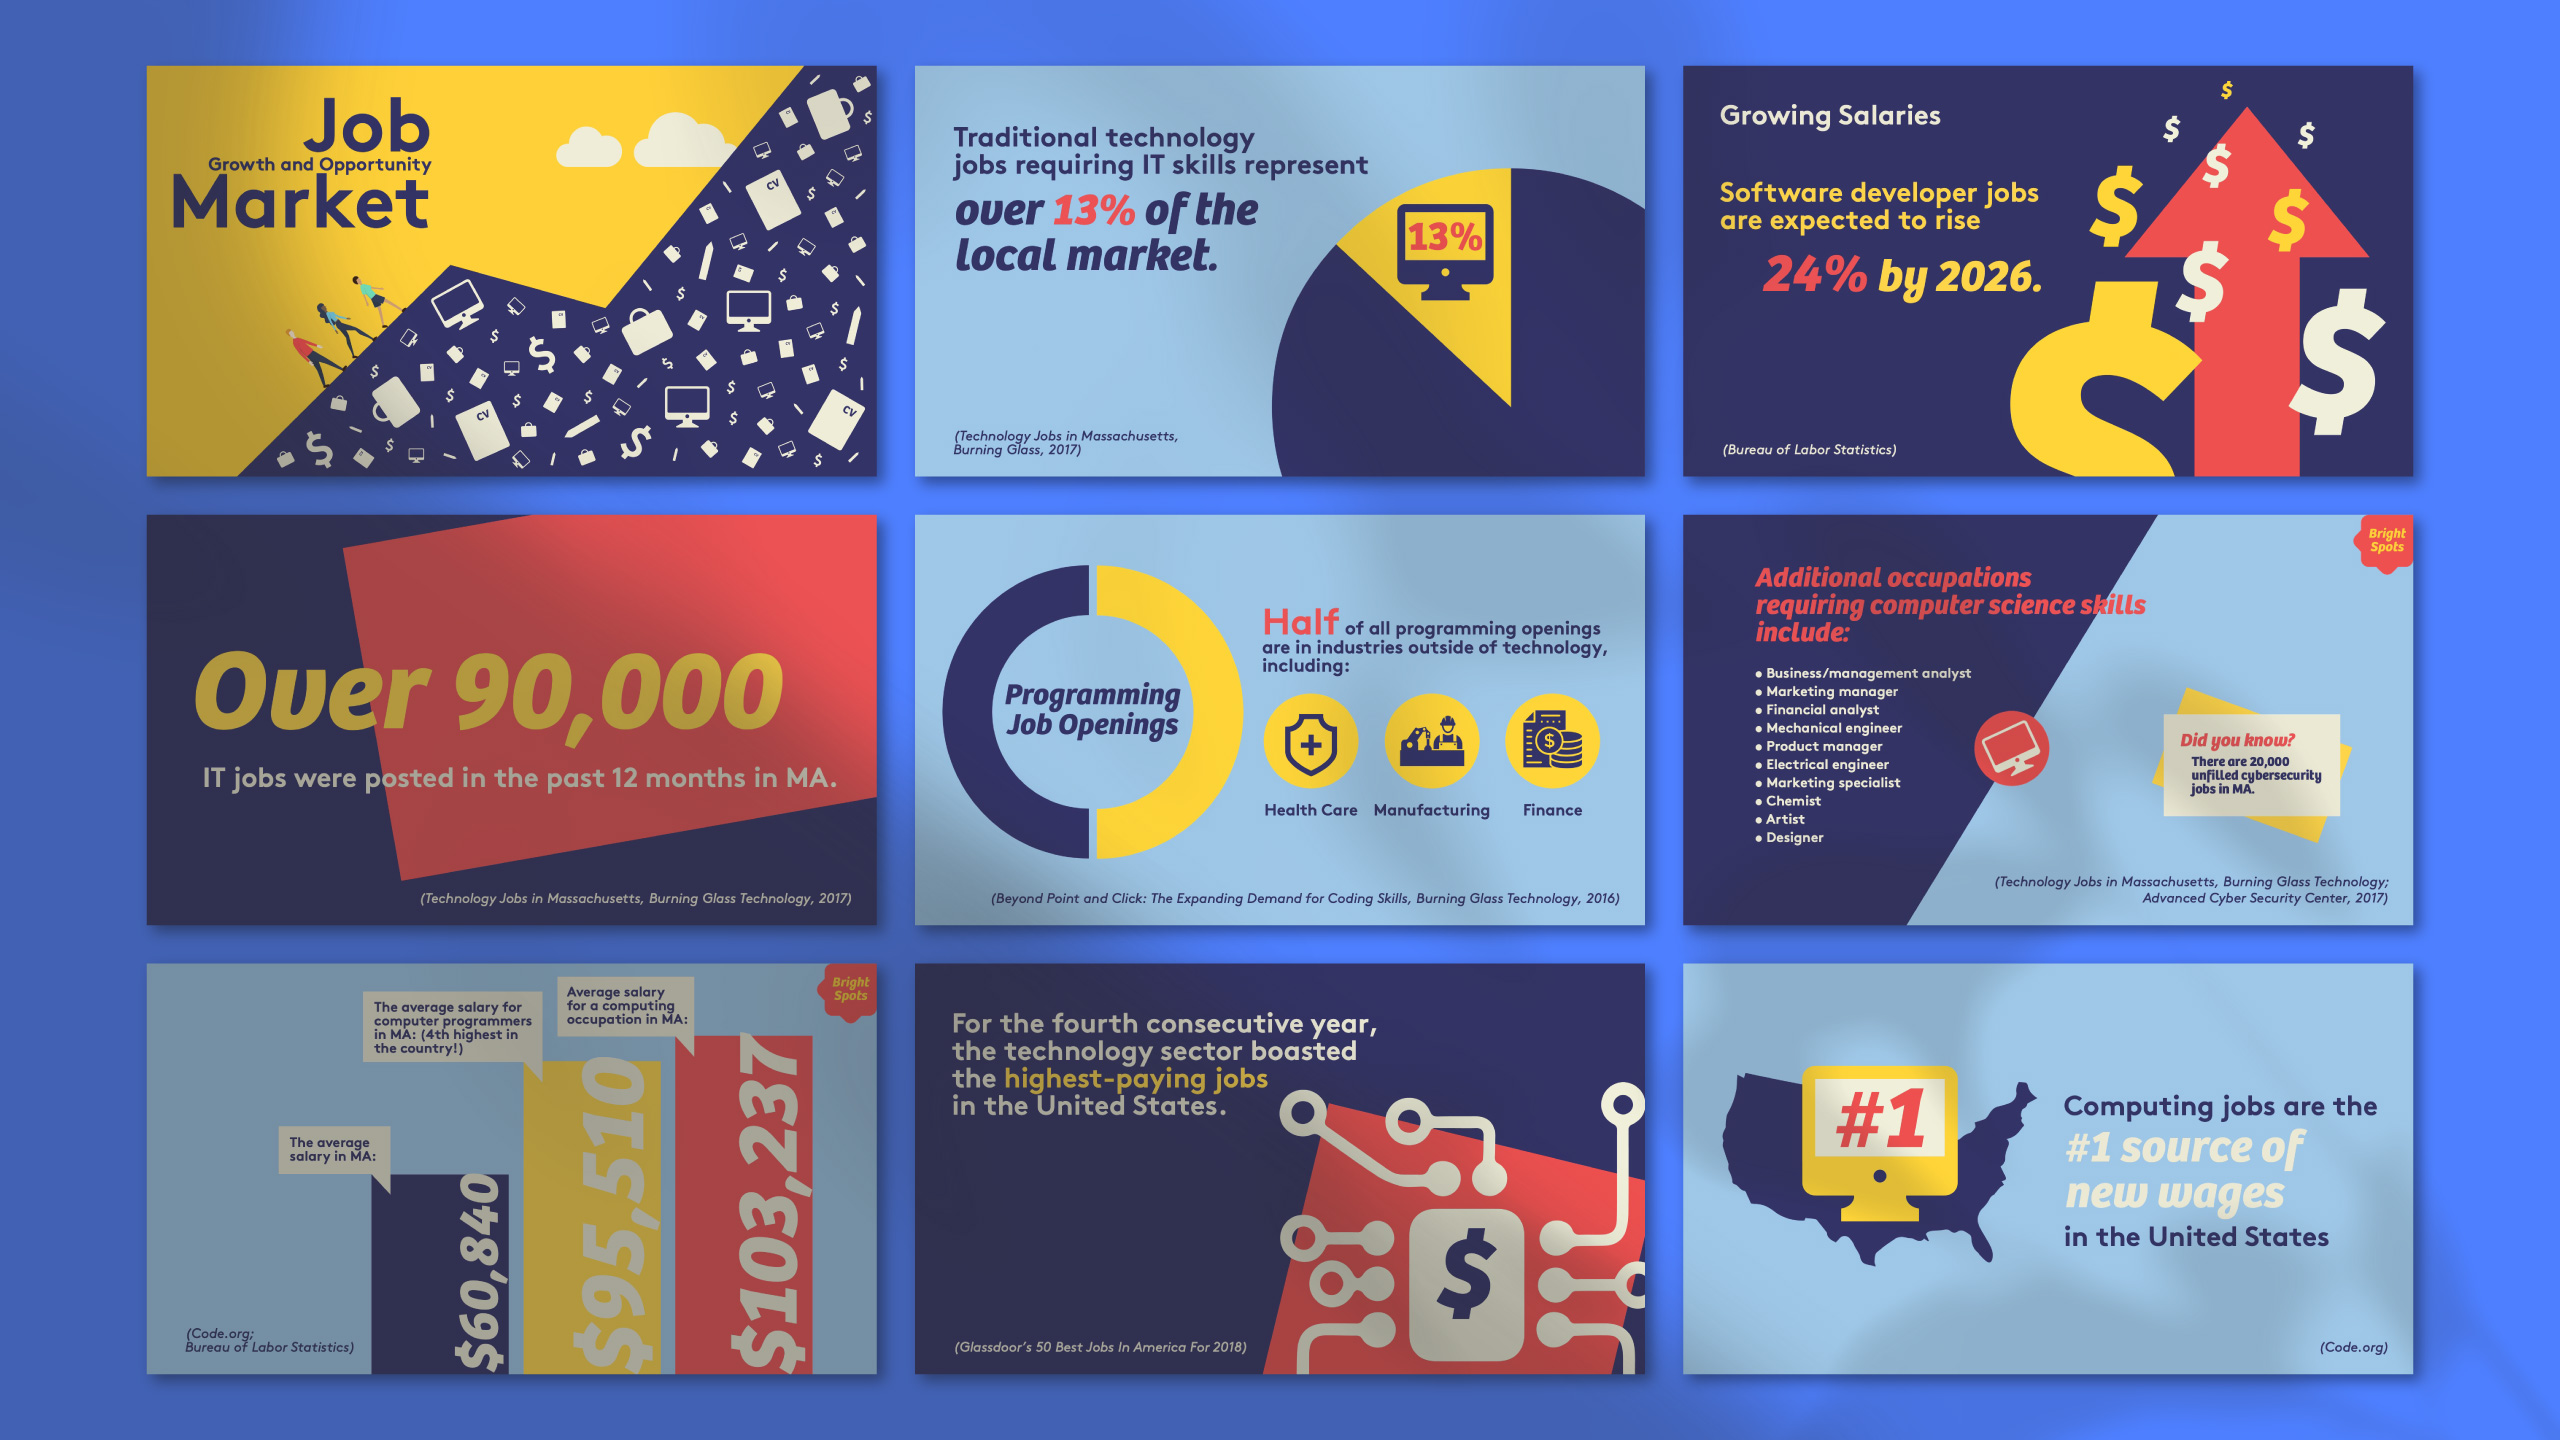 Job
Growth and Opportunity
Market
CV
CV
CV
Traditional technology
jobs requiring IT skills represent
over 13% of the
local market.
13%
(Technology Jobs in Massachusetts,
Burning Glass, 2017)
Growing Salaries
Software developer jobs
are expected to rise
24% by 2026.
(Bureau of Labor Statistics)
Over 90,000
IT jobs were posted in the past 12 months in MA.
(Technology Jobs in Massachusetts, Burning Glass Technology, 2017)
Programming
Job Openings
Half of all programming openings
are in industries outside of technology,
including:
Health Care
Manufacturing
Finance
(Beyond Point and Click: The Expanding Demand for Coding Skills, Burning Glass Technology, 2016)
Bright
Spots
Additional occupations
requiring computer science skills
include:
• Business/management analyst
• Marketing manager
• Financial analyst
• Mechanical engineer
• Product manager
• Electrical engineer
• Marketing specialist
• Chemist
• Artist
• Designer
Did you know?
There are 20,000
unfilled cybersecurity
jobs in MA.
(Technology Jobs in Massachusetts, Burning Glass Technology;
Advanced Cyber Security Center, 2017)
Bright
Spots
The average
salary in MA:
$60,840
The average salary for
computer programmers
in MA: (4th highest in
the country!)
$95,510
Average salary
for a computing
occupation in MA:
$103,237
(Code.org;
Bureau of Labor Statistics)
For the fourth consecutive year,
the technology sector boasted
the highest-paying jobs
in the United States.
$
(Glassdoor's 50 Best Jobs In America For 2018)
#1
Computing jobs are the
#1 source of
new wages
in the United States
(Code.org)